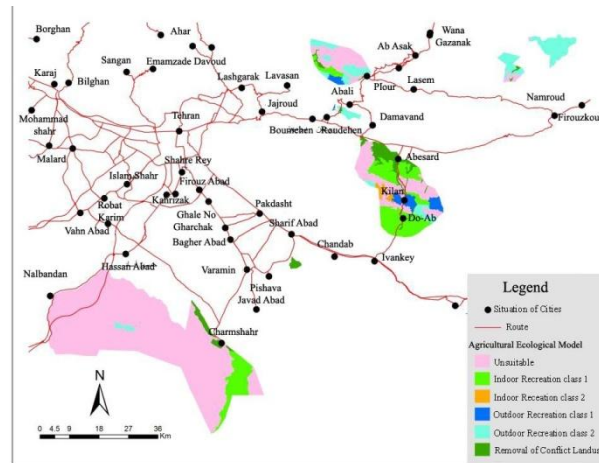 Borghan
Ahar
Wana
Gazanak
Ab Asak
Sangan
Emamzade Davoud
Karaj
Bilghan
Lashgarak
Lavasan
Plour
Lasem
Mohammad
shahr
Abali
Namroud
Firouzkou
Jajroud
Tehran
Boumehen
Roudehen
Damavand
Malard
Shahre Rey
Abesard
Islam Shahr
Firouz Abad
Robat
Karim
Kahrizak
Kilan
Ghale No
Pakdasht
Do-Ab
Vahn Abad
Gharchak
Sharif Abad
Bagher Abad
Chandab
Ivankey
Hassan Abad
Varamin
Nalbandan
Pishava
Javad Abad
Charmshahr
N
0 4.5 9 18 27 36
Km
Legend
Situation of Cities
Route
Agricultural Ecological Model
Unsuitable
Indoor Recreation class 1
Indoor Recreation class 2
Outdoor Recreation class 1
Outdoor Recreation class 2
Removal of Conflict Landus